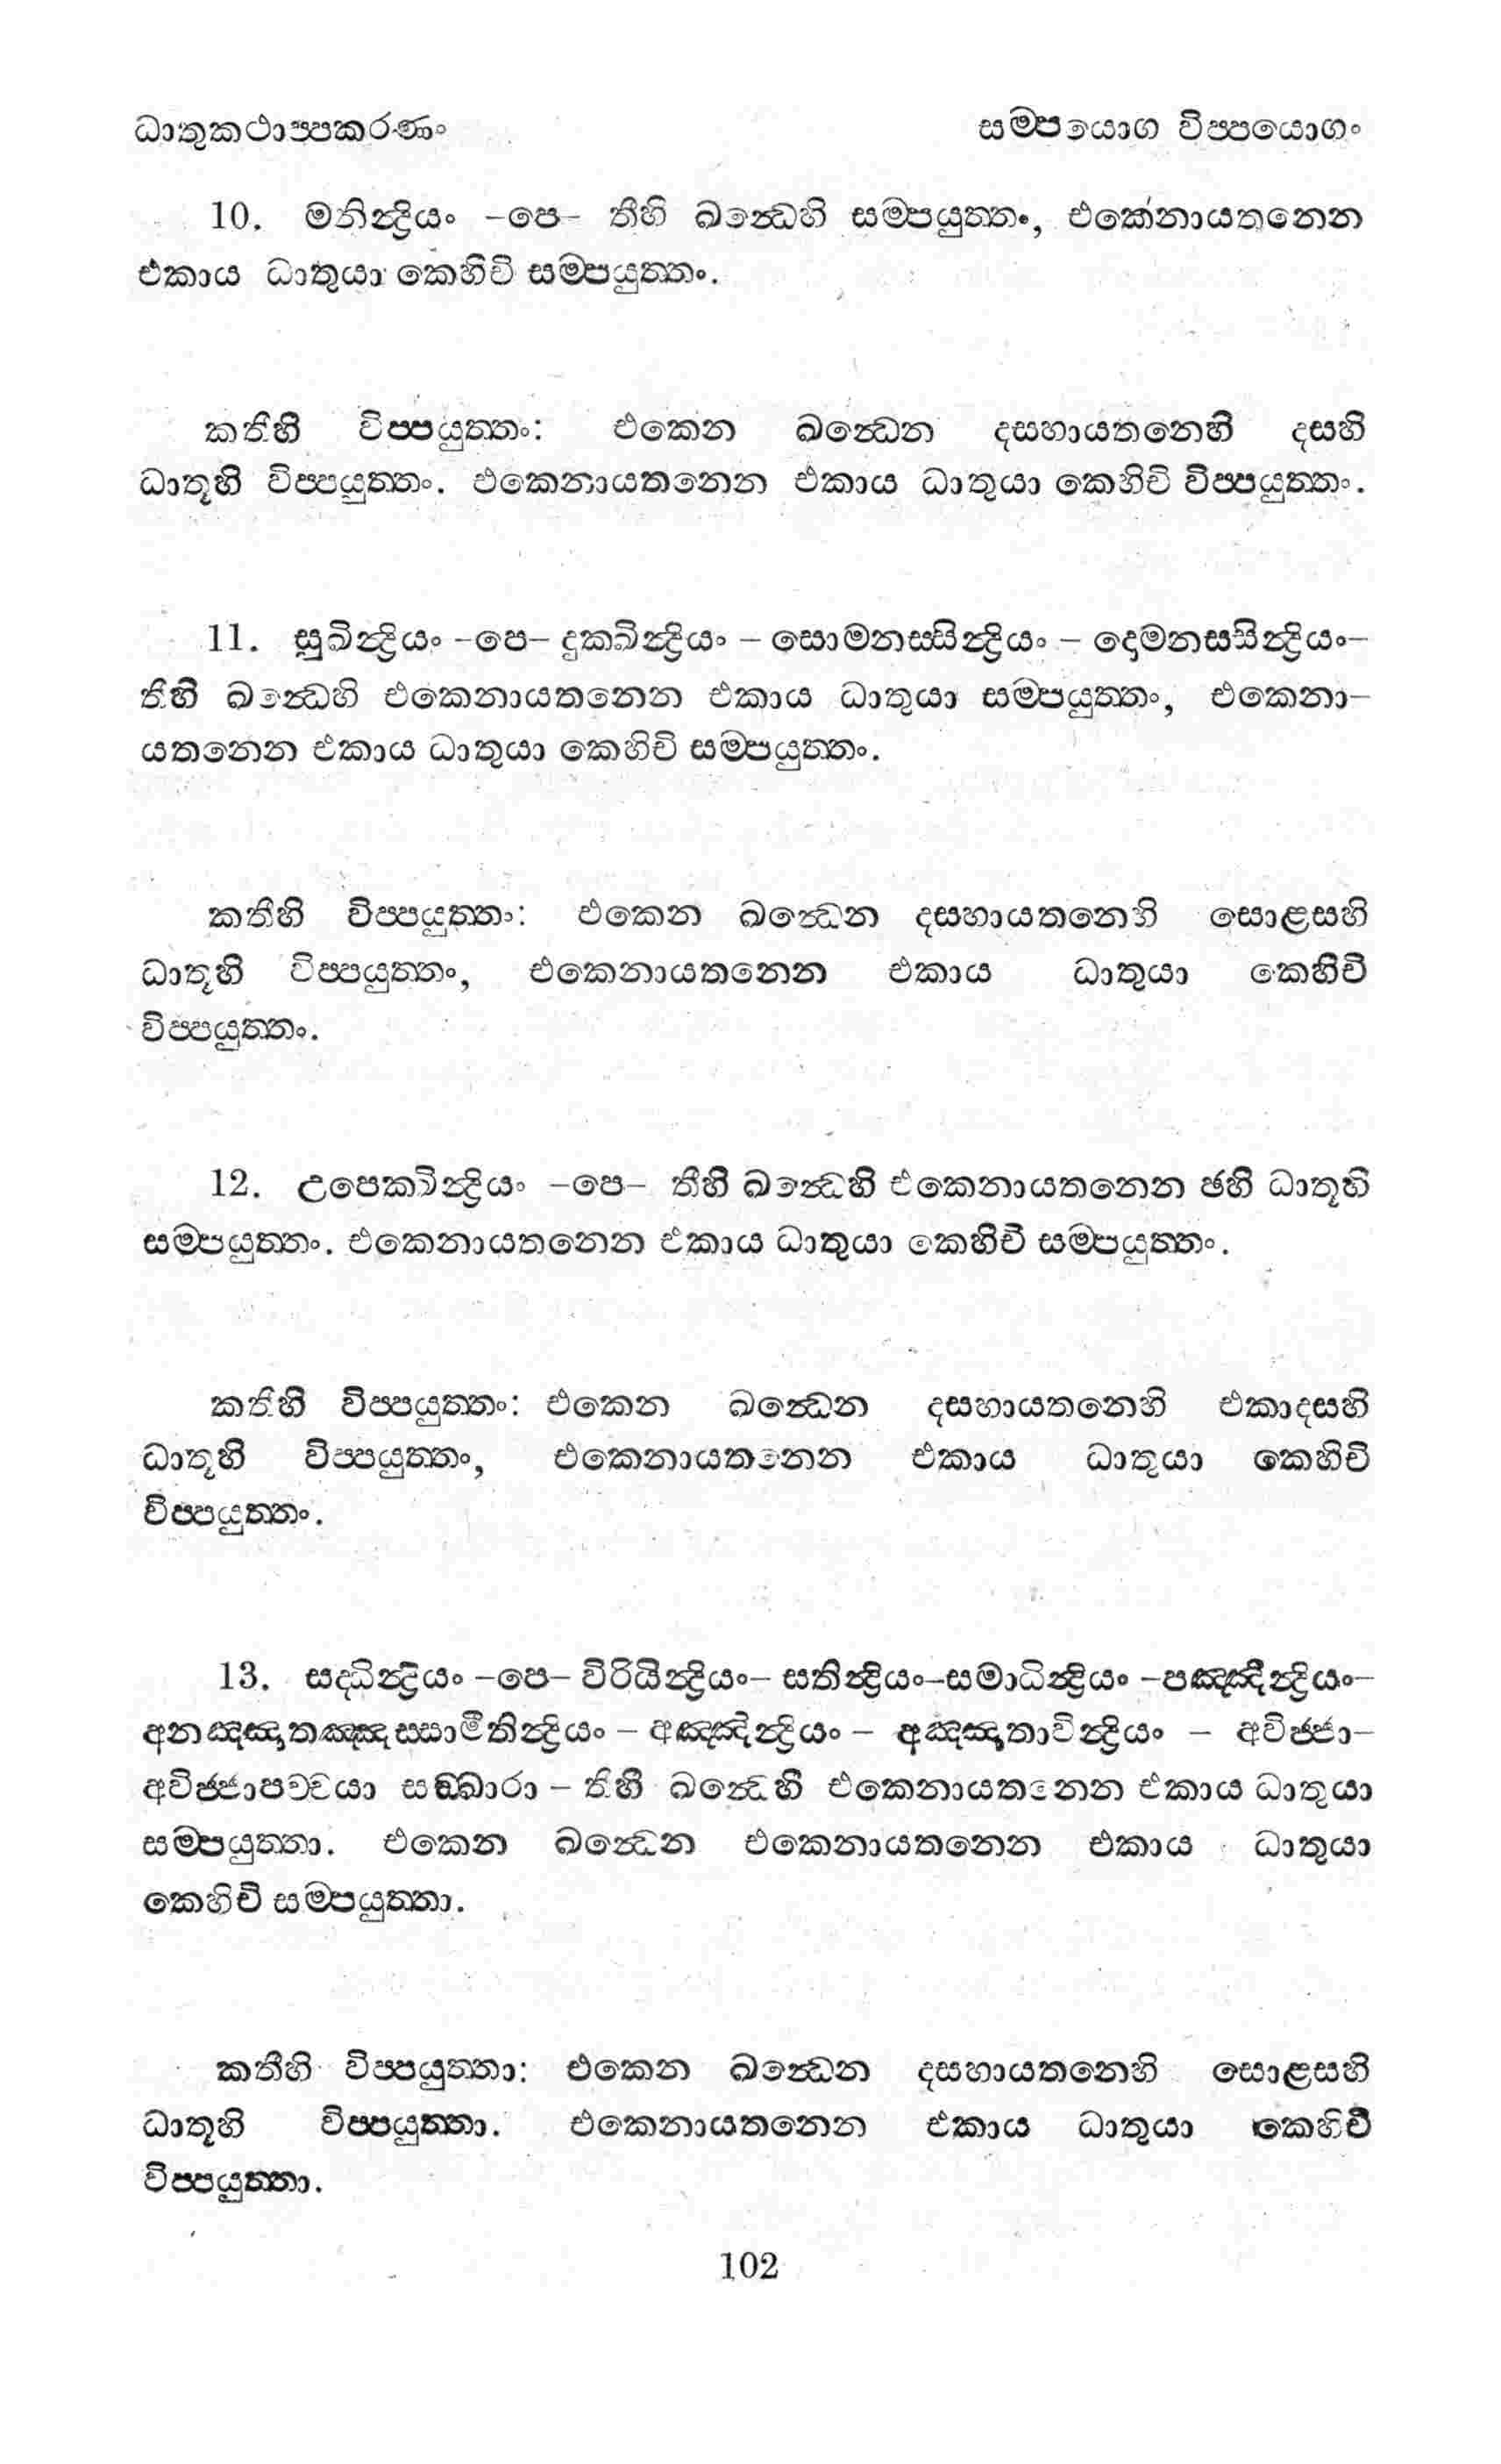 ධාතුකථාප්පකරණං සම්පයොග විප්පයොගං
10. මනින්ද්‍රියං -පෙ- තීහි ඛන්ධෙහි සම්පයුත්තං, එකෙනායතනෙන
එකාය ධාතුයා කෙහිචි සම්පයුත්තං.
කතීහි විප්පයුත්තං: එකෙන ඛන්ධෙන දසහායතනෙහි දසහි
ධාතූහි විප්පයුත්තං. එකෙනායතනෙන එකාය ධාතුයා කෙහිචි විප්පයුත්තං.
11. සුඛින්ද්‍රියං -පෙ- දුක්ඛින්ද්‍රියං - සොමනස්සින්ද්‍රියං - දොමනස්සින්ද්‍රියං-
තීහි ඛන්ධෙහි එකෙනායතනෙන එකාය ධාතුයා සම්පයුත්තං, එකෙනා-
යතනෙන එකාය ධාතුයා කෙහිචි සම්පයුත්තං.
කතීහි විප්පයුත්තං: එකෙන ඛන්ධෙන දසහායතනෙහි සොළසහි
ධාතූහි විප්පයුත්තං, එකෙනායතනෙන එකාය ධාතුයා කෙහිචි
විප්පයුත්තං.
12. උපෙක්ඛින්ද්‍රියං -පෙ- තීහි ඛන්ධෙහි එකෙනායතනෙන ඡහි ධාතූහි
සම්පයුත්තං. එකෙනායතනෙන එකාය ධාතුයා කෙහිචි සම්පයුත්තං.
කතීහි විප්පයුත්තං: එකෙන ඛන්ධෙන දසහායතනෙහි එකාදසහි
ධාතූහි විප්පයුත්තං, එකෙනායතනෙන එකාය ධාතුයා කෙහිචි
විප්පයුත්තං.
13. සද්ධින්ද්‍රියං -පෙ- විරියින්ද්‍රියං- සතින්ද්‍රියං-සමාධින්ද්‍රියං -පඤ්ඤින්ද්‍රියං-
අනඤ්ඤාතඤ්ඤස්සාමීතින්ද්‍රියං - අඤ්ඤින්ද්‍රියං - අඤ්ඤාතාවින්ද්‍රියං - අවිජ්ජා-
අවිජ්ජාපච්චයා සඞ්ඛාරා - තීහි ඛන්ධෙහි එකෙනායතනෙන එකාය ධාතුයා
සම්පයුත්තා. එකෙන ඛන්ධෙන එකෙනායතනෙන එකාය ධාතුයා
කෙහිචි සම්පයුත්තා.
කතීහි විප්පයුත්තා: එකෙන ඛන්ධෙන දසහායතනෙහි සොළසහි
ධාතූහි විප්පයුත්තා. එකෙනායතනෙන එකාය ධාතුයා කෙහිචි
විප්පයුත්තා.
102